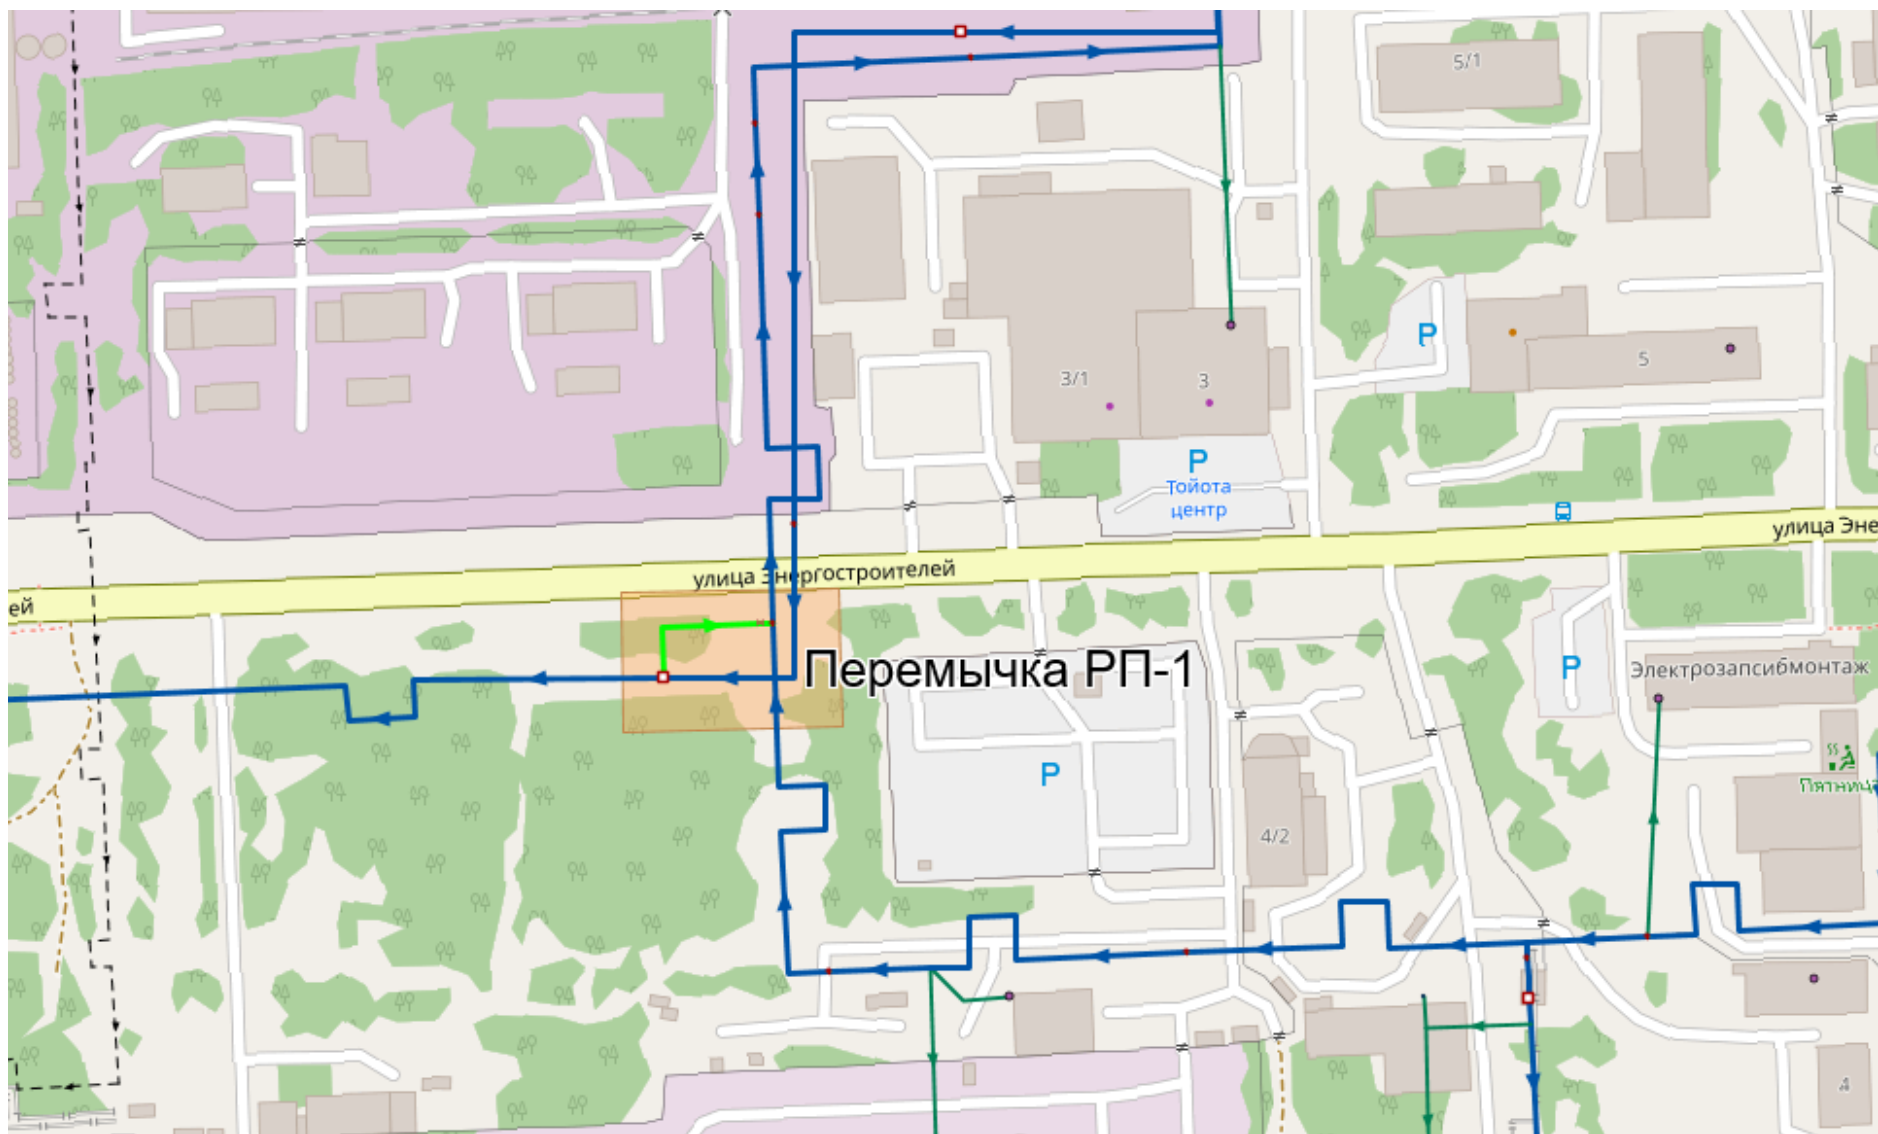 5/1
P
5
3/1
3
P
Тойота
центр
улица Эне
улица Энергостроителей
ей
Перемычка РП-1
P
Электрозапсибмонтаж
P
Пятница
4/2
4